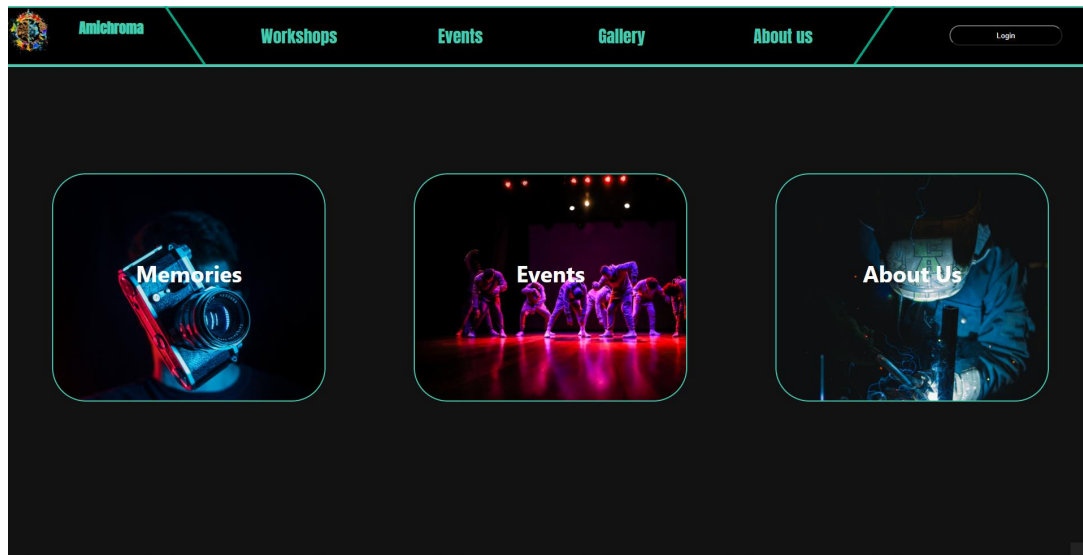 Amichroma
Workshops
Events
Gallery
About us
Login
Memories
Events
About Us